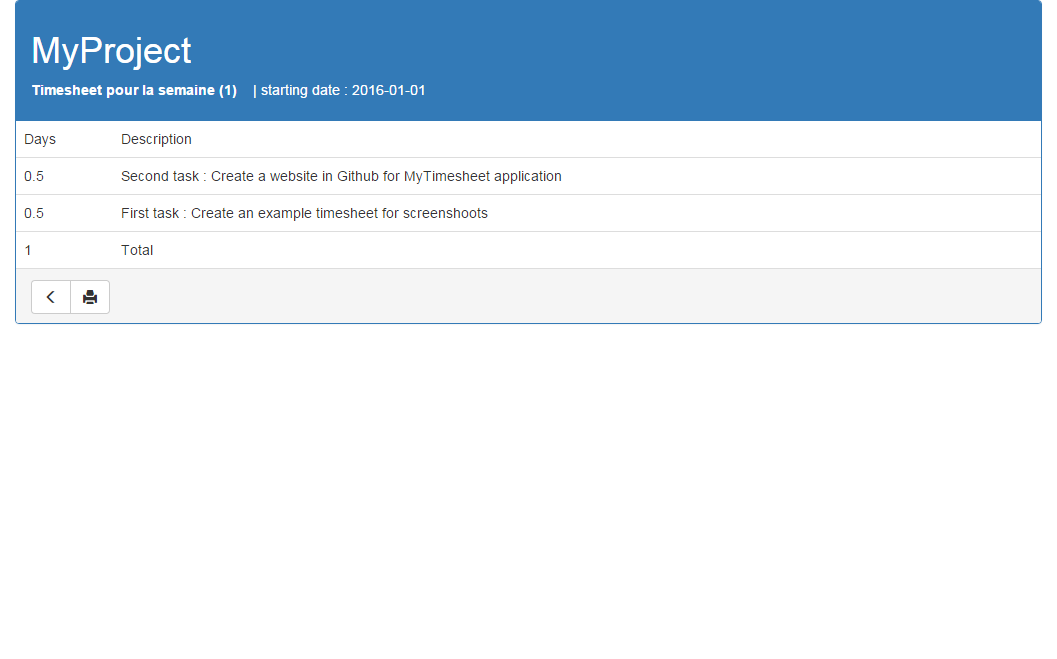 MyProject
Timesheet pour la semaine (1) | starting date : 2016-01-01
Days Description
0.5 Second task : Create a website in Github for MyTimesheet application
0.5 First task : Create an example timesheet for screenshoots
1 Total